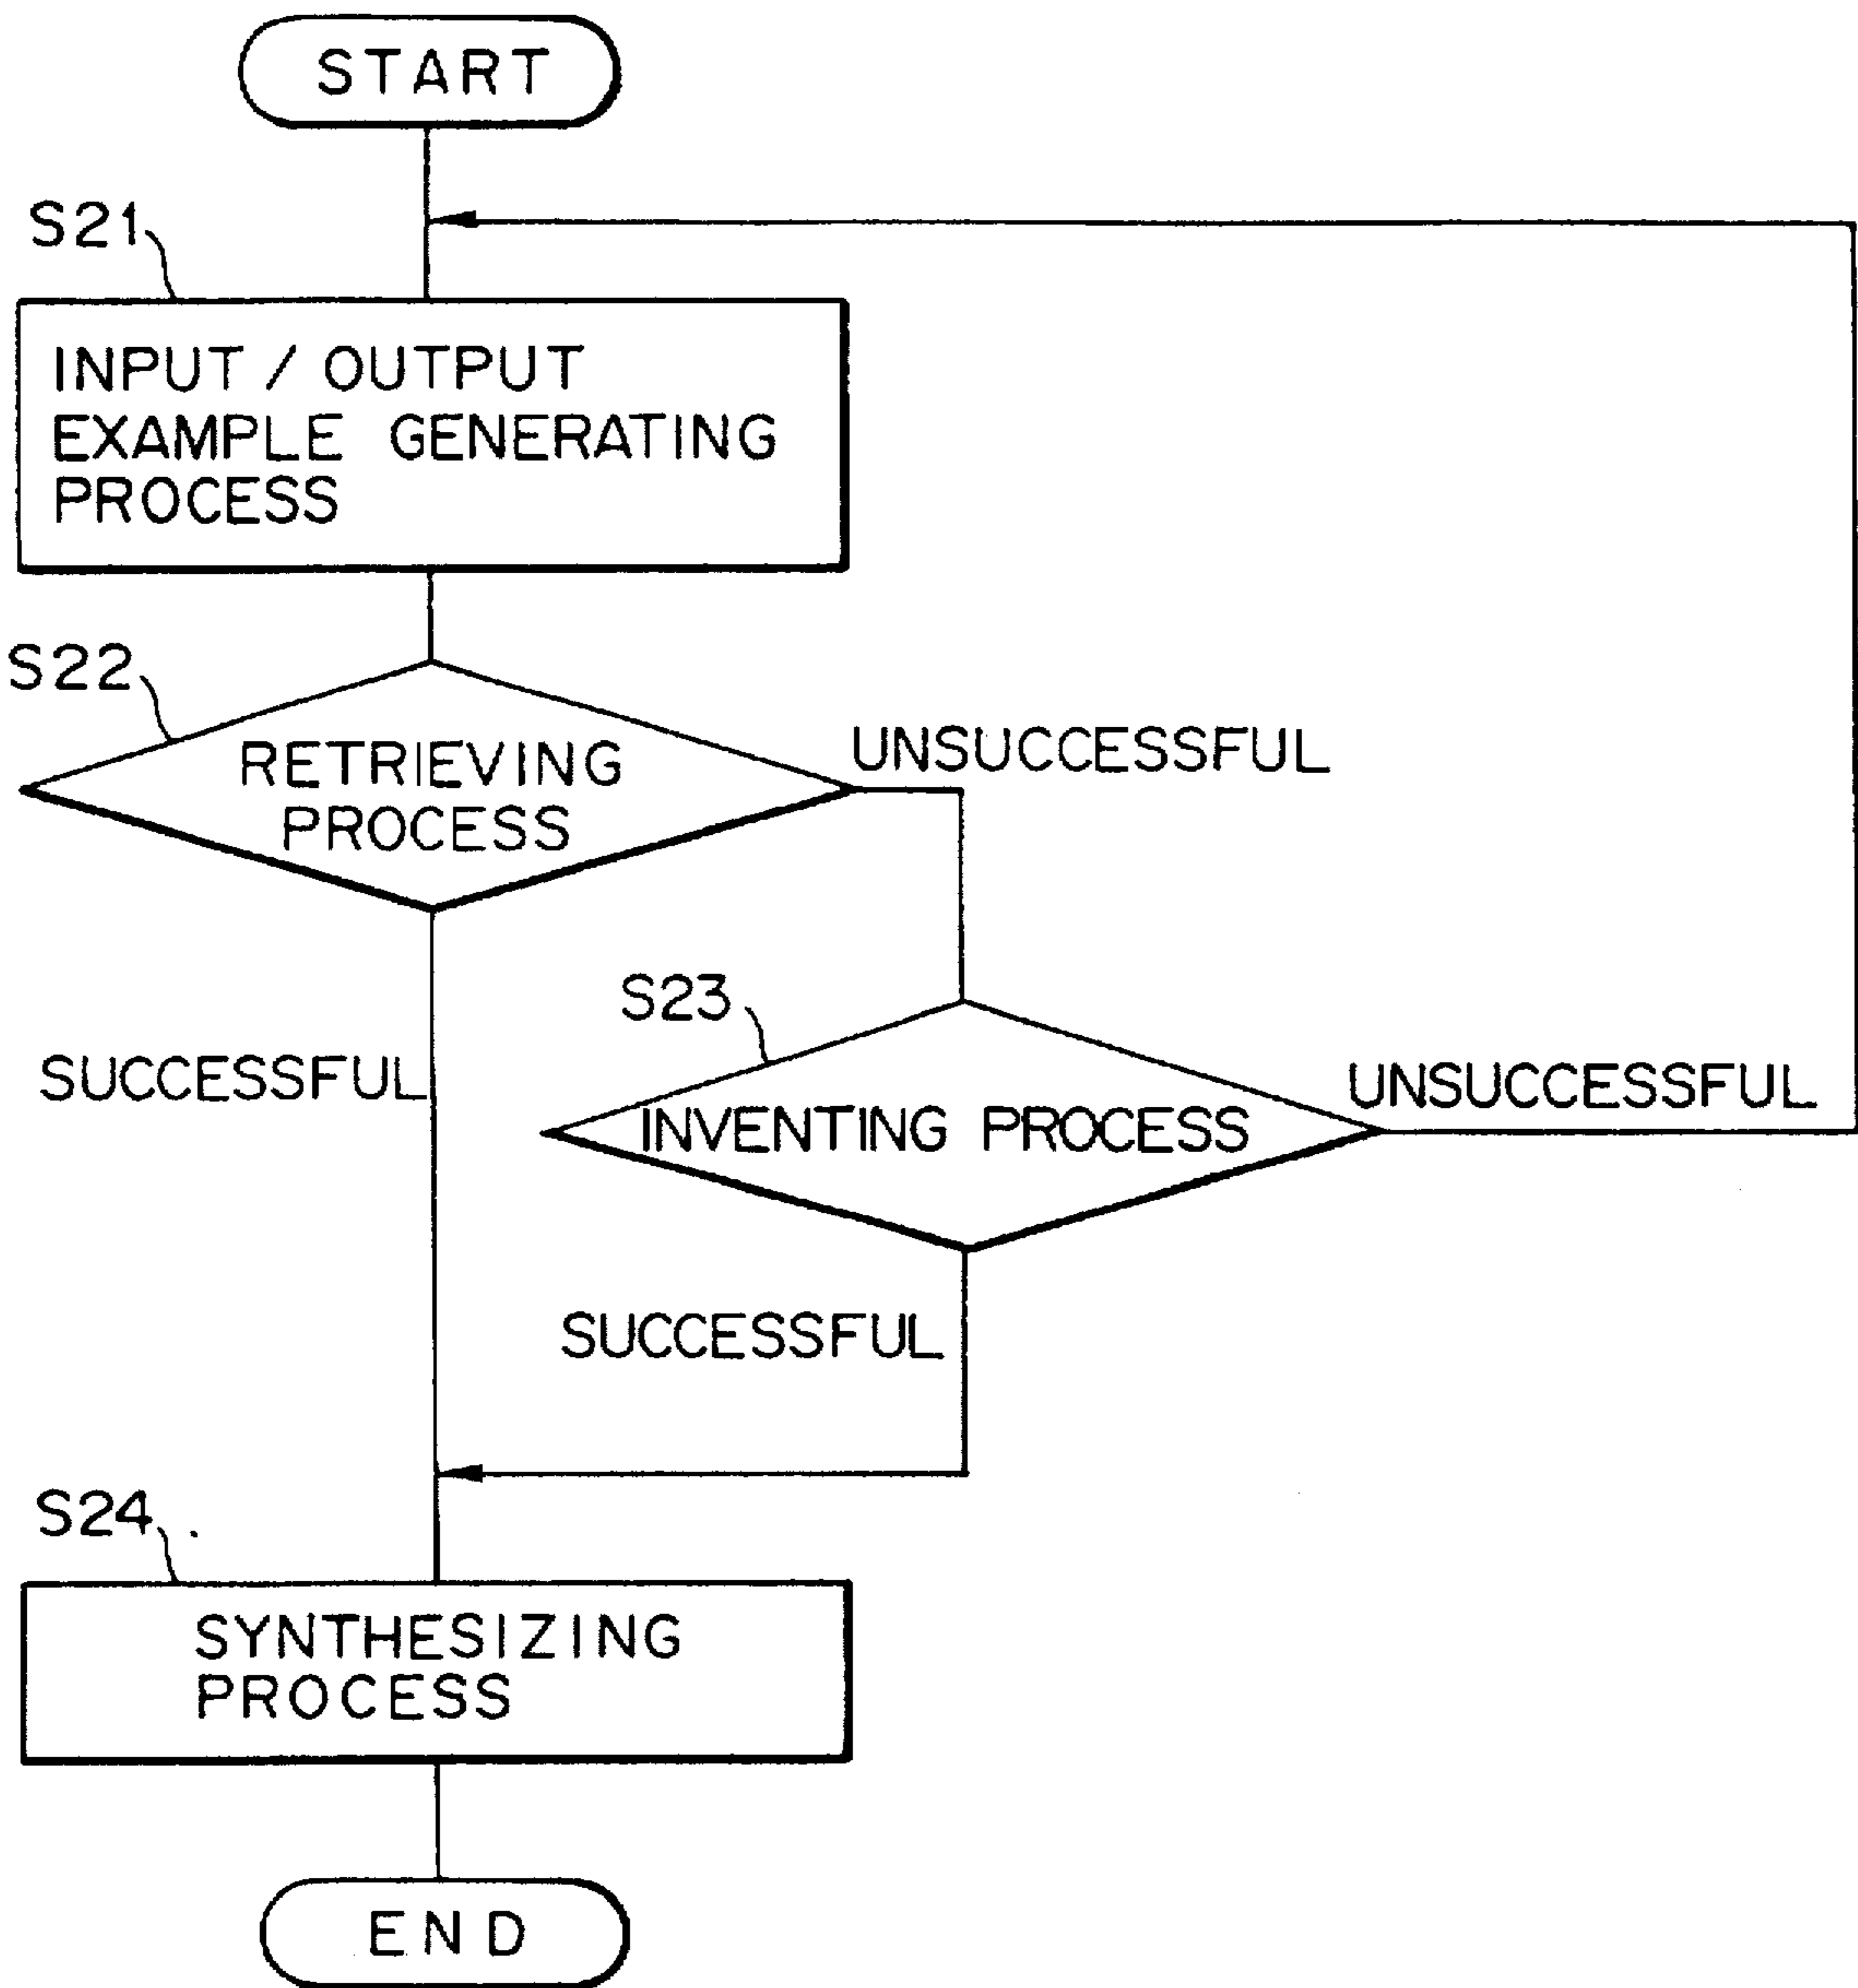 START
S21
INPUT / OUTPUT
EXAMPLE GENERATING
PROCESS
S22
RETRIEVING
PROCESS
UNSUCCESSFUL
S23
SUCCESSFUL
INVENTING PROCESS
UNSUCCESSFUL
SUCCESSFUL
S24
SYNTHESIZING
PROCESS
END